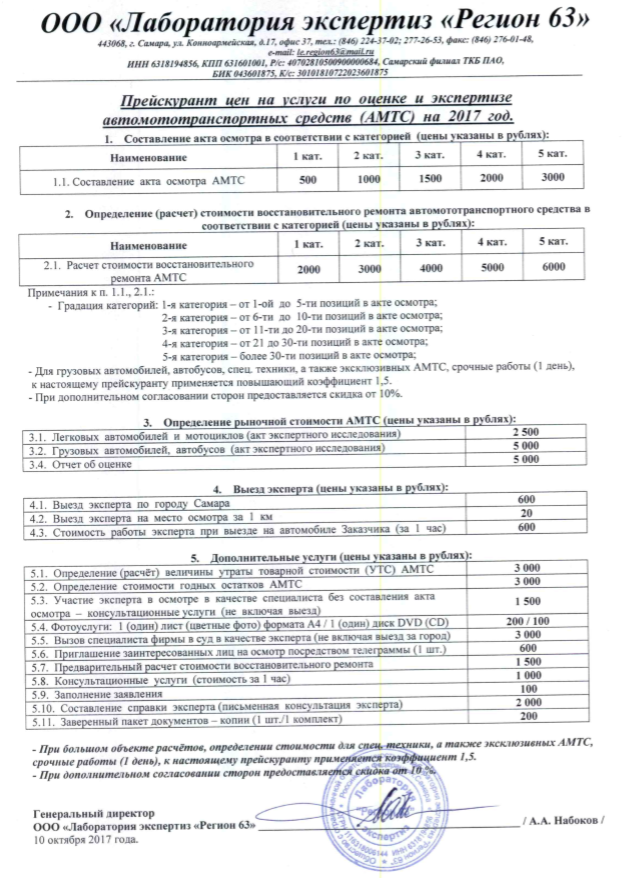 ООО «Лаборатория экспертиз «Регион 63»
443068, г. Самара, ул. Конноармейская, д.17, офис 37, тел.: (846) 224-37-02; 277-26-53, факс: (846) 276-01-48,
e-mail: le.region63@mail.ru
ИНН 6318194856, КПП 631601001, Р/с: 40702810500900000684, Самарский филиал ТКБ ПАО,
БИК 043601875, К/с: 30101810722023601875
Прейскурант цен на услуги по оценке и экспертизе
автомототранспортных средств (АМТС) на 2017 год.
1. Составление акта осмотра в соответствии с категорией (цены указаны в рублях):
Наименование 1 кат. 2 кат. 3 кат. 4 кат. 5 кат.
1.1. Составление акта осмотра АМТС 500 1000 1500 2000 3000
2. Определение (расчет) стоимости восстановительного ремонта автомототранспортного средства в
соответствии с категорией (цены указаны в рублях):
Наименование 1 кат. 2 кат. 3 кат. 4 кат. 5 кат.
2.1. Расчет стоимости восстановительного
ремонта АМТС 2000 3000 4000 5000 6000
Примечания к п. 1.1., 2.1.:
- Градация категорий: 1-я категория – от 1-ой до 5-ти позиций в акте осмотра;
2-я категория – от 6-ти до 10-ти позиций в акте осмотра;
3-я категория – от 11-ти до 20-ти позиций в акте осмотра;
4-я категория – от 21 до 30-ти позиций в акте осмотра;
5-я категория – более 30-ти позиций в акте осмотра;
- Для грузовых автомобилей, автобусов, спец. техники, а также эксклюзивных АМТС, срочные работы (1 день),
к настоящему прейскуранту применяется повышающий коэффициент 1,5.
- При дополнительном согласовании сторон предоставляется скидка от 10%.
3. Определение рыночной стоимости АМТС (цены указаны в рублях):
3.1. Легковых автомобилей и мотоциклов (акт экспертного исследования) 2 500
3.2. Грузовых автомобилей, автобусов (акт экспертного исследования) 5 000
3.4. Отчет об оценке 5 000
4. Выезд эксперта (цены указаны в рублях):
4.1. Выезд эксперта по городу Самара 600
4.2. Выезд эксперта на место осмотра за 1 км 20
4.3. Стоимость работы эксперта при выезде на автомобиле Заказчика (за 1 час) 600
5. Дополнительные услуги (цены указаны в рублях):
5.1. Определение (расчёт) величины утраты товарной стоимости (УТС) АМТС 3 000
5.2. Определение стоимости годных остатков АМТС 3 000
5.3. Участие эксперта в осмотре в качестве специалиста без составления акта
осмотра – консультационные услуги (не включая выезд) 1 500
5.4. Фотоуслуги: 1 (один) лист (цветные фото) формата А4 / 1 (один) диск DVD (CD) 200 / 100
5.5. Вызов специалиста фирмы в суд в качестве эксперта (не включая выезд за город) 3 000
5.6. Приглашение заинтересованных лиц на осмотр посредством телеграммы (1 шт.) 600
5.7. Предварительный расчет стоимости восстановительного ремонта 1 500
5.8. Консультационные услуги (стоимость за 1 час) 1 000
5.9. Заполнение заявления 100
5.10. Составление справки эксперта (письменная консультация эксперта) 2 000
5.11. Заверенный пакет документов – копии (1 шт./1 комплект) 200
- При большом объекте расчётов, определении стоимости для спец. техники, а также эксклюзивных АМТС,
срочные работы (1 день), к настоящему прейскуранту применяется коэффициент 1,5.
- При дополнительном согласовании сторон предоставляется скидка от 10 %.
Генеральный директор
ООО «Лаборатория экспертиз «Регион 63» / А.А. Набоков /
10 октября 2017 года.